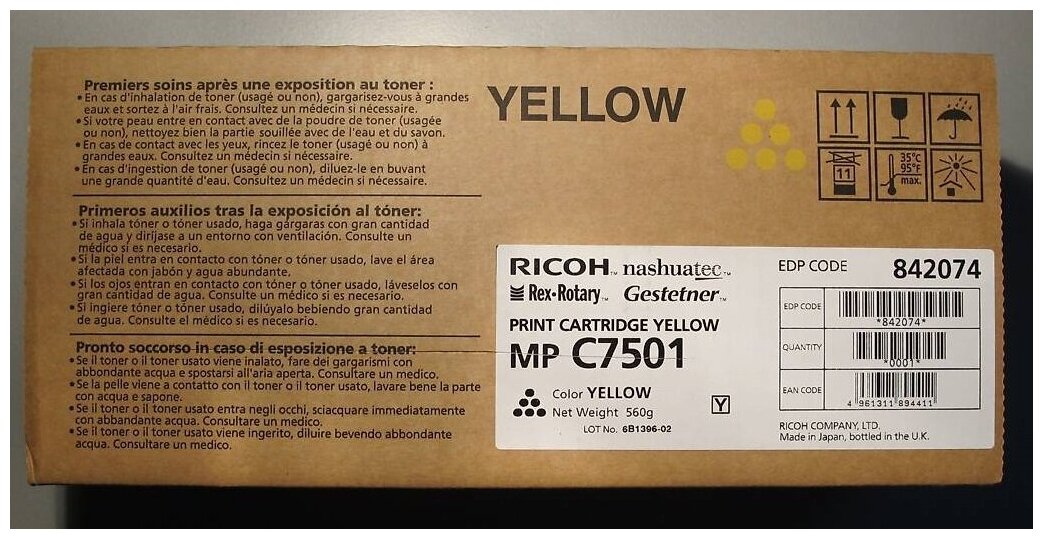 Premiers soins après une exposition au toner :
• En cas d'inhalation de toner (usagé ou non), gargarisez-vous à grandes
eaux et sortez à l'air frais. Consultez un médecin si nécessaire.
• Si votre peau entre en contact avec de la poudre de toner (usagée
ou non), nettoyez bien la partie souillée avec de l'eau et du savon.
• En cas de contact avec les yeux, rincez le toner (usagé ou non) à
grandes eaux. Consultez un médecin si nécessaire.
• En cas d'ingestion de toner (usagé ou non), diluez-le en buvant
une grande quantité d'eau. Consultez un médecin si nécessaire.
Primeros auxilios tras la exposición al tóner:
• Si inhala tóner o tóner usado, haga gárgaras con gran cantidad
de agua y diríjase a un entorno con ventilación. Consulte un
médico si es necesario.
• Si la piel entra en contacto con tóner o tóner usado, lave el área
afectada con jabón y agua abundante.
• Si los ojos entran en contacto con tóner o tóner usado, láveselos con
gran cantidad de agua. Consulte un médico si es necesario.
• Si ingiere tóner o tóner usado, dilúyalo bebiendo gran cantidad
de agua. Consulte el médico si es necesario.
Pronto soccorso in caso di esposizione a toner:
• Se il toner o il toner usato viene inalato, fare dei gargarismi con
abbondante acqua e spostarsi all'aria aperta. Consultare un medico.
• Se la pelle viene a contatto con il toner o il toner usato, lavare bene la parte
con acqua e sapone.
• Se il toner o il toner usato entra negli occhi, sciacquare immediatamente
con abbandante acqua. Consultare un medico.
• Se il toner o il toner usato viene ingerito, diluire bevendo abbondante
acqua. Consultare un medico.
YELLOW
11
35°C
95°F
max.
RICOH™ nashuatec™
Rex•Rotary™ Gestetner™
PRINT CARTRIDGE YELLOW
MP C7501
Color YELLOW
Net Weight 560g
Y
LOT No. 6B1396-02
EDP CODE 842074
EDP CODE
*842074*
QUANTITY
*0001*
EAN CODE
4 961311 894411
RICOH COMPANY, LTD.
Made in Japan, bottled in the U.K.